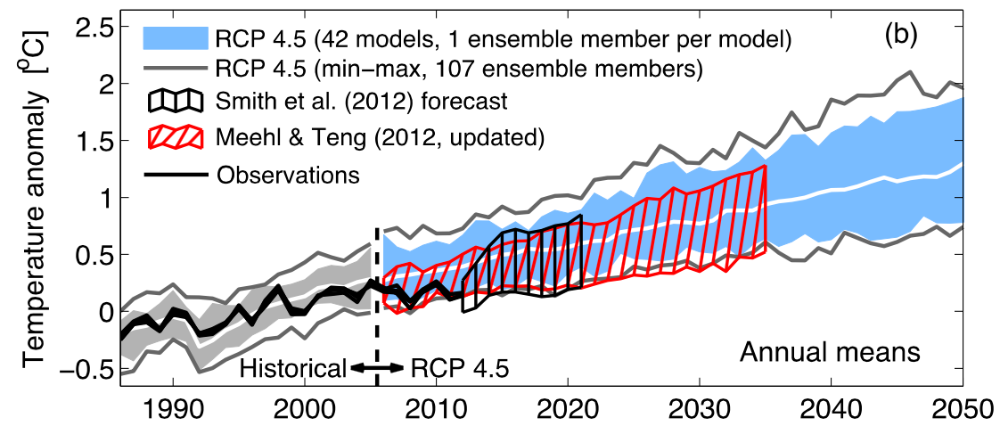 (b)
RCP 4.5 (42 models, 1 ensemble member per model)
RCP 4.5 (min−max, 107 ensemble members)
Smith et al. (2012) forecast
Meehl & Teng (2012, updated)
Observations
Temperature anomaly [ºC]
2.5
2
1.5
1
0.5
0
−0.5
Historical RCP 4.5
Annual means
1990 2000 2010 2020 2030 2040 2050